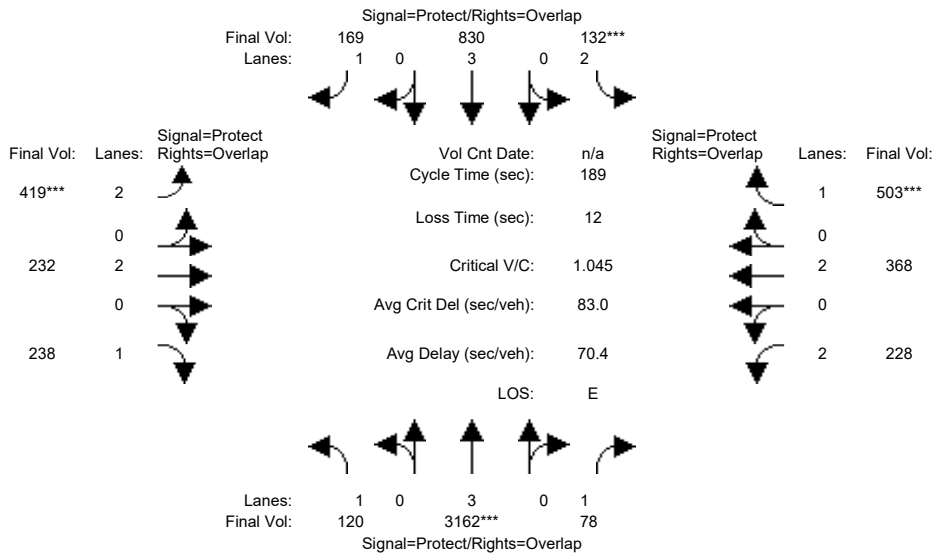 Signal=Protect/Rights=Overlap
Final Vol: 169 830 132***
Lanes: 1 0 3 0 2
Signal=Protect
Final Vol: Lanes: Rights=Overlap
Vol Cnt Date: n/a
Signal=Protect
Rights=Overlap Lanes: Final Vol:
Cycle Time (sec): 189
419*** 2
1 503***
Loss Time (sec): 12
0
0
232 2
Critical V/C: 1.045
2 368
0
Avg Crit Del (sec/veh): 83.0
0
238 1
Avg Delay (sec/veh): 70.4
2 228
LOS: E
Lanes: 1 0 3 0 1
Final Vol: 120 3162*** 78
Signal=Protect/Rights=Overlap